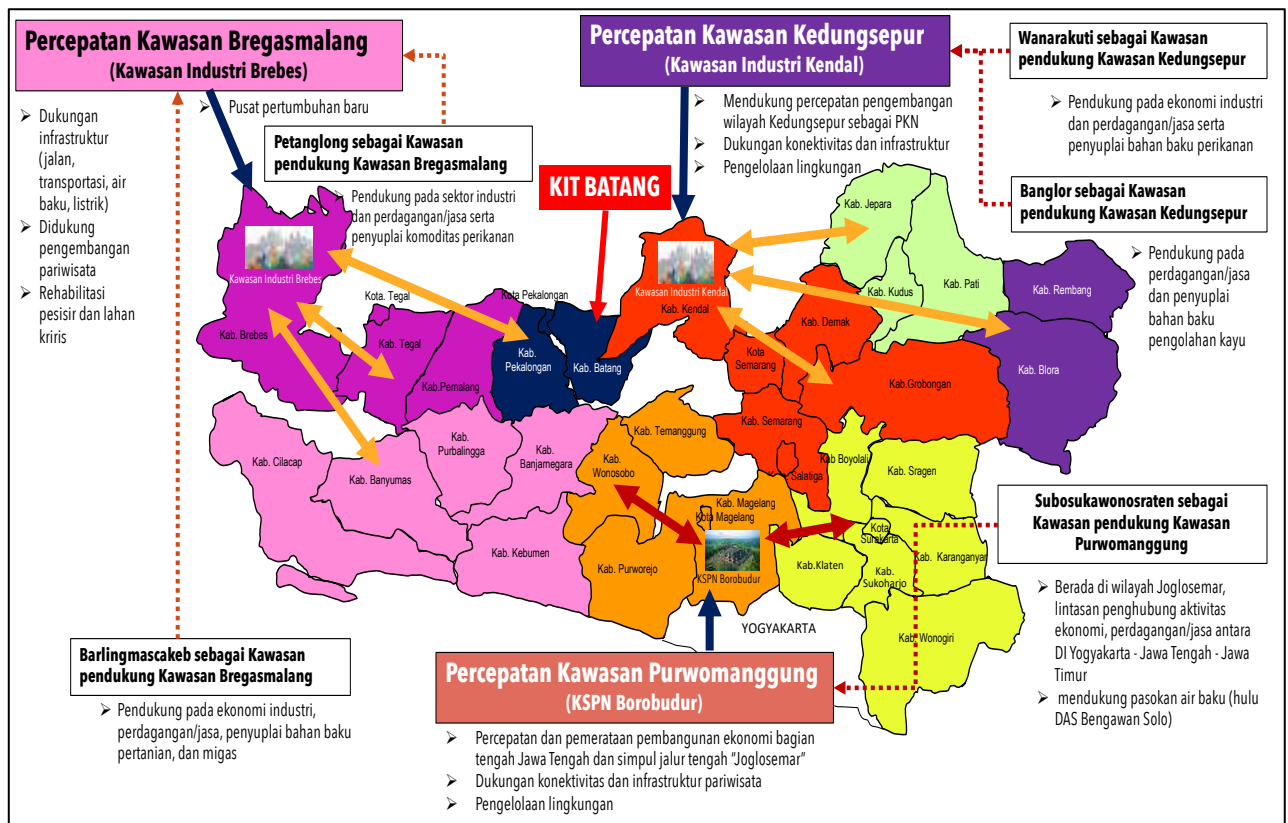 Percepatan Kawasan Bregasmalang
(Kawasan Industri Brebes)
Percepatan Kawasan Kedungsepur
(Kawasan Industri Kendal)
Wanarakuti sebagai Kawasan
pendukung Kawasan Kedungsepur
➢ Pendukung pada ekonomi industri
dan perdagangan/jasa serta
penyuplai bahan baku perikanan
➢ Dukungan
infrastruktur
(jalan,
transportasi, air
baku, listrik)
➢ Didukung
pengembangan
pariwisata
➢ Rehabilitasi
pesisir dan lahan
kriris
➢ Pusat pertumbuhan baru
Petanglong sebagai Kawasan
pendukung Kawasan Bregasmalang
➢ Pendukung pada sektor industri
dan perdagangan/jasa serta
penyuplai komoditas perikanan
KIT BATANG
➢ Mendukung percepatan pengembangan
wilayah Kedungsepur sebagai PKN
➢ Dukungan konektivitas dan infrastruktur
➢ Pengelolaan lingkungan
Banglor sebagai Kawasan
pendukung Kawasan Kedungsepur
➢ Pendukung pada
perdagangan/jasa
dan penyuplai
bahan baku
pengolahan kayu
Kawasan Industri Brebes
Kab. Brebes
Kota. Tegal
Kab. Tegal
Kab.Pemalang
Kota Pekalongan
Kab.
Pekalongan
Kab. Batang
Kawasan Industri Kendal
Kab. Kendal
Kota
Semarang
Kab. Demak
Kab. Jepara
Kab. Kudus
Kab. Pati
Kab. Rembang
Kab. Blora
Kab.Grobongan
Kab. Semarang
Salatiga
Kab. Cilacap
Kab. Banyumas
Kab.
Purbalingga
Kab.
Banjarnegara
Kab. Kebumen
Kab.
Wonosobo
Kab. Temanggung
Kab. Purworejo
Kab. Magelang
Kota Magelang
KSPN Borobudur
Kab Boyolali
Kab. Sragen
Kota
Surakarta
Kab. Karanganyar
Kab.Klaten
Kab.
Sukoharjo
Kab. Wonogiri
YOGYAKARTA
Subosukawonosraten sebagai
Kawasan pendukung Kawasan
Purwomanggung
➢ Berada di wilayah Joglosemar,
lintasan penghubung aktivitas
ekonomi, perdagangan/jasa antara
DI Yogyakarta - Jawa Tengah - Jawa
Timur
➢ mendukung pasokan air baku (hulu
DAS Bengawan Solo)
Barlingmascakeb sebagai Kawasan
pendukung Kawasan Bregasmalang
➢ Pendukung pada ekonomi industri,
perdagangan/jasa, penyuplai bahan baku
pertanian, dan migas
Percepatan Kawasan Purwomanggung
(KSPN Borobudur)
➢ Percepatan dan pemerataan pembangunan ekonomi bagian
tengah Jawa Tengah dan simpul jalur tengah “Joglosemar”
➢ Dukungan konektivitas dan infrastruktur pariwisata
➢ Pengelolaan lingkungan